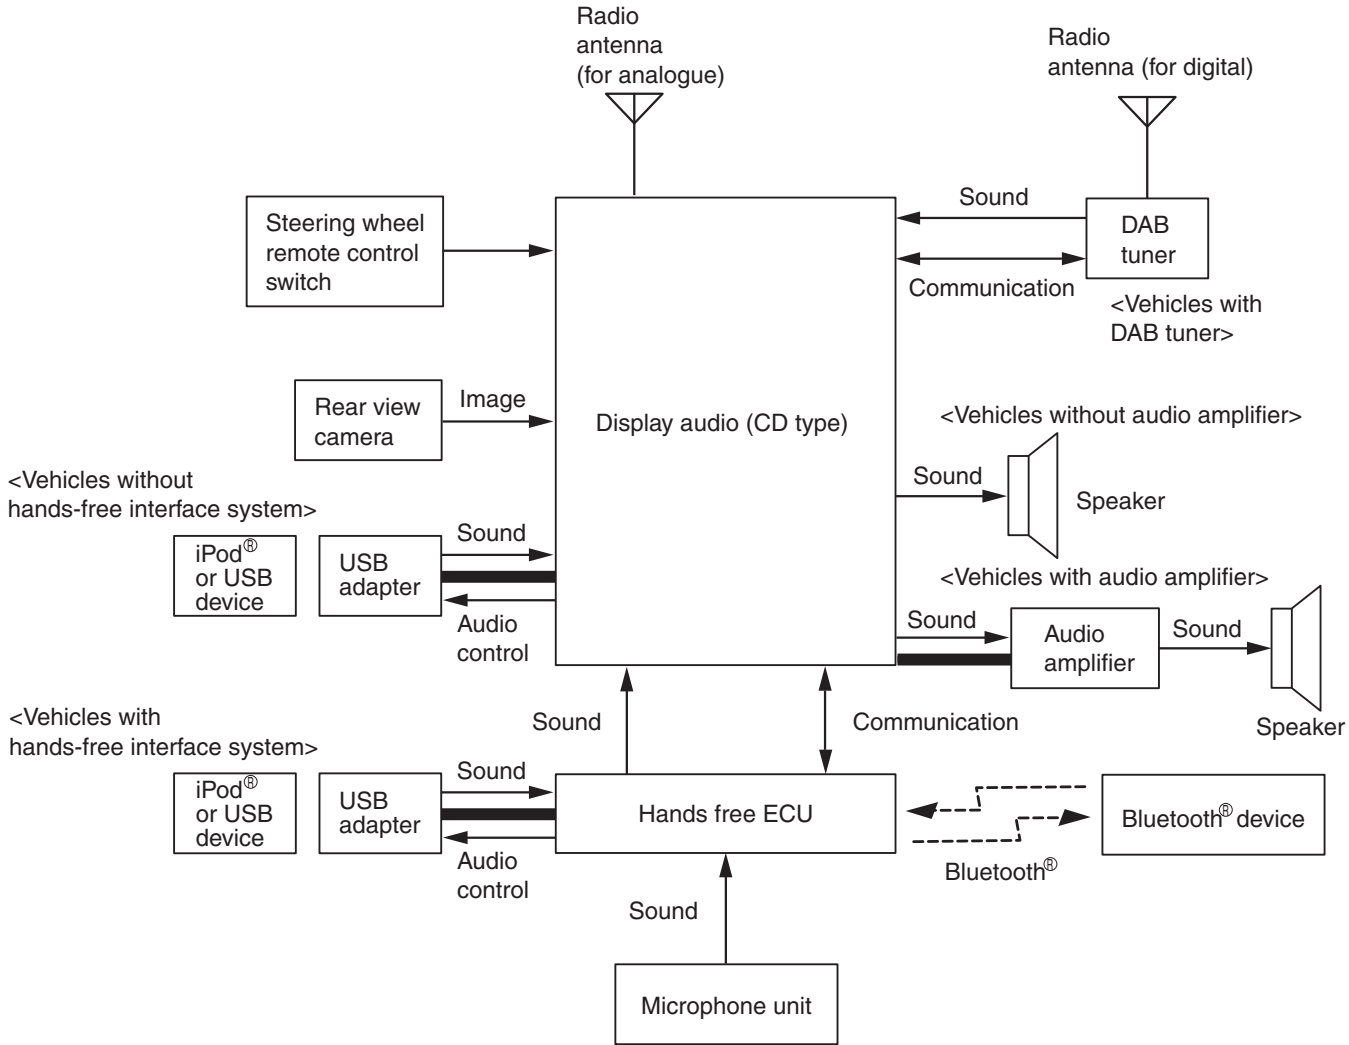 Radio
antenna
(for analogue)
Radio
antenna (for digital)
Steering wheel
remote control
switch
Sound
DAB
tuner
Communication
<Vehicles with
DAB tuner>
Rear view
camera
Image
Display audio (CD type)
<Vehicles without audio amplifier>
Sound
Speaker
<Vehicles without
hands-free interface system>
iPod®
or USB
device
USB
adapter
Sound
Audio
control
<Vehicles with audio amplifier>
Sound
Audio
amplifier
Sound
Speaker
Sound
Communication
<Vehicles with
hands-free interface system>
iPod®
or USB
device
USB
adapter
Sound
Audio
control
Hands free ECU
Bluetooth®
Bluetooth® device
Sound
Microphone unit